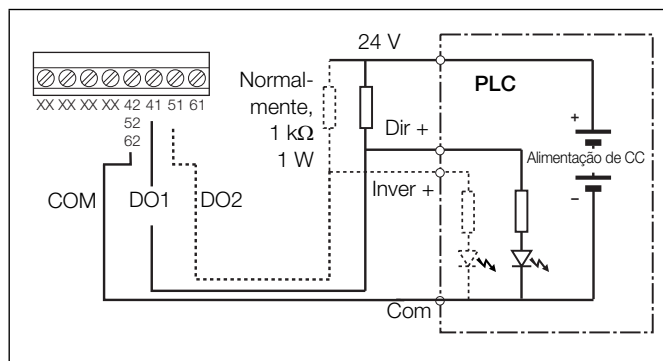 24 V
PLC
Normal-
mente,
1 kΩ
1 W
XX XX XX XX 42 41 51 61
52
62
Dir +
+
Alimentação de CC
–
Inver +
COM
DO1
DO2
Com